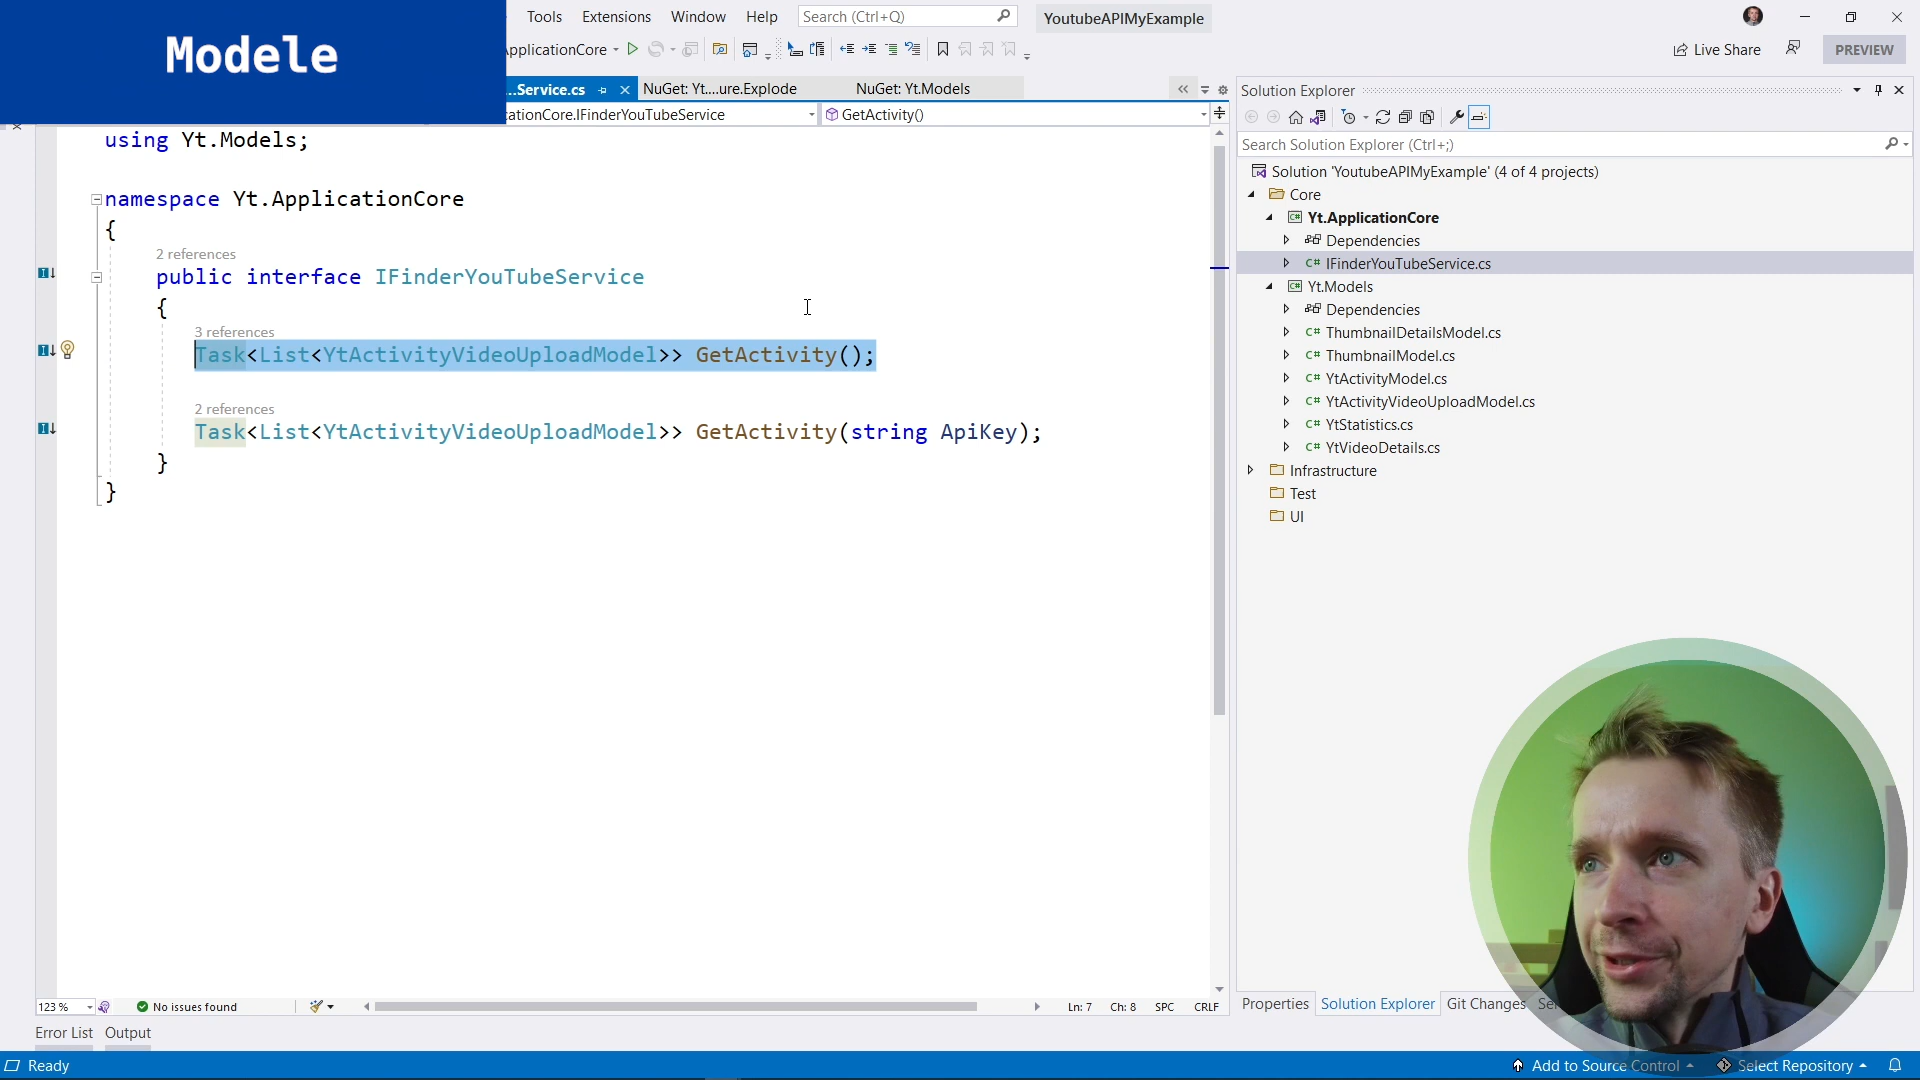 Modele
Tools Extensions Window Help Search (Ctrl+Q) YoutubeAPIMyExample
pplicationCore Live Share PREVIEW
...Service.cs NuGet: Yt....ure.Explode NuGet: Yt.Models
ationCore.IFinderYouTubeService GetActivity()
using Yt.Models;
namespace Yt.ApplicationCore
{
2 references
public interface IFinderYouTubeService
{
3 references
Task<List<YtActivityVideoUploadModel>> GetActivity();
2 references
Task<List<YtActivityVideoUploadModel>> GetActivity(string ApiKey);
}
}
Solution Explorer
Search Solution Explorer (Ctrl+;)
Solution 'YoutubeAPIMyExample' (4 of 4 projects)
Core
C# Yt.ApplicationCore
Dependencies
C# IFinderYouTubeService.cs
C# Yt.Models
Dependencies
C# ThumbnailDetailsModel.cs
C# ThumbnailModel.cs
C# YtActivityModel.cs
C# YtActivityVideoUploadModel.cs
C# YtStatistics.cs
C# YtVideoDetails.cs
Infrastructure
Test
UI
123 % No issues found Ln: 7 Ch: 8 SPC CRLF
Properties Solution Explorer Git Changes Se
Error List Output
Ready Add to Source Control Select Repository